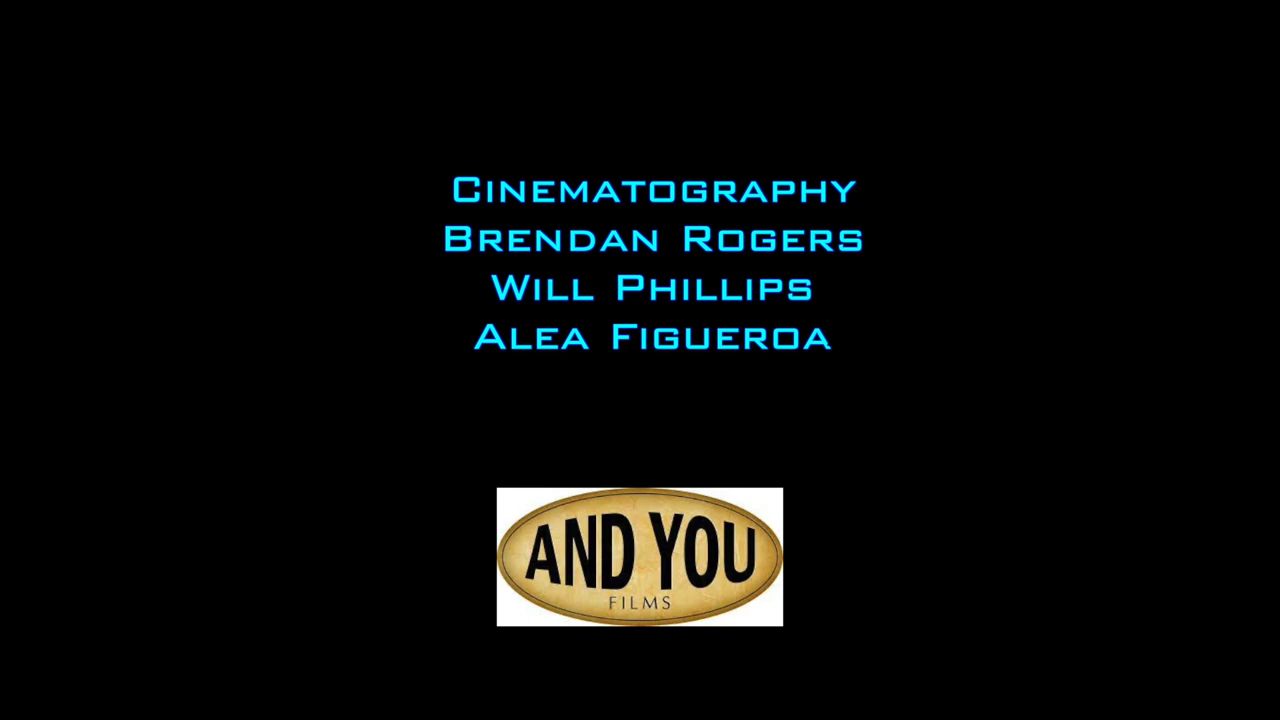 Cinematography
Brendan Rogers
Will Phillips
Alea Figueroa
AND YOU
FILMS